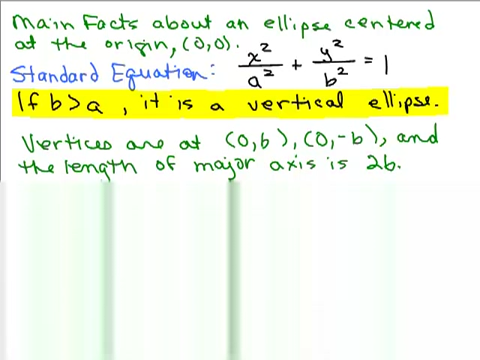 Main Facts about an ellipse centered
at the origin, (0,0).
Standard Equation: x²/a² + y²/b² = 1
If b > a, it is a vertical ellipse.
Vertices are at (0,b), (0,-b), and
the length of major axis is 2b.